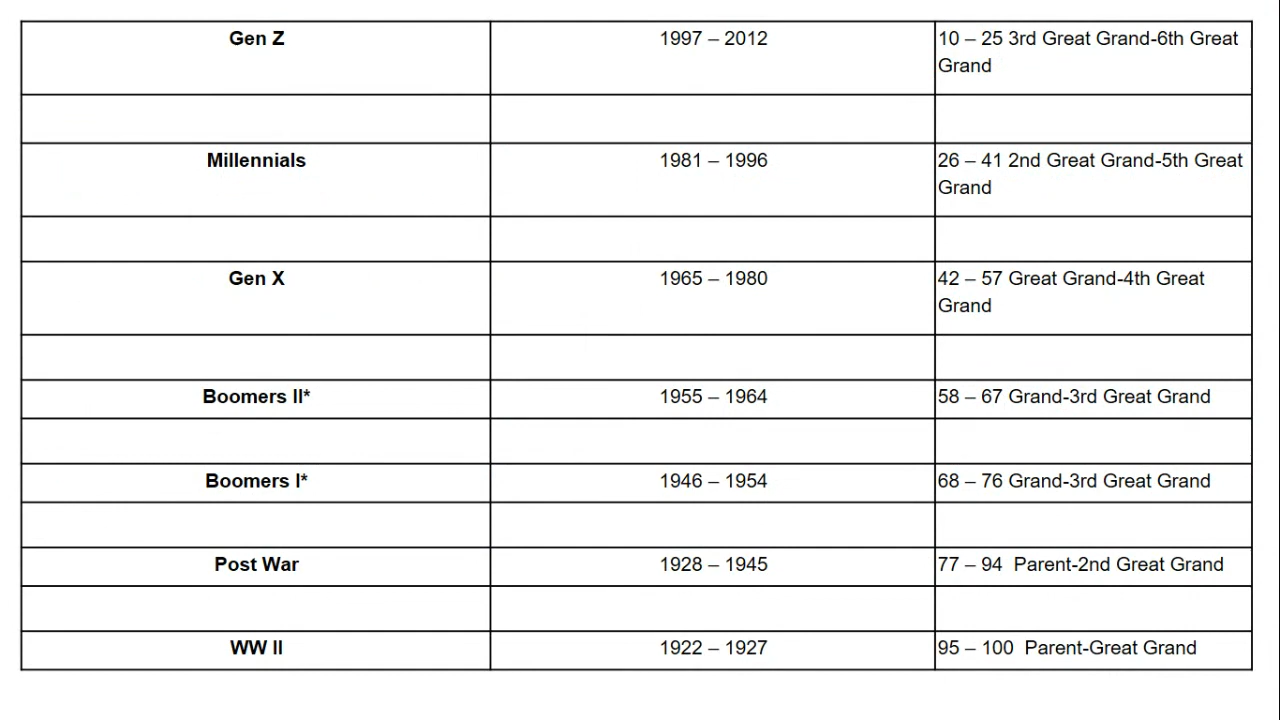 Gen Z 1997 – 2012 10 – 25 3rd Great Grand-6th Great
Grand
Millennials 1981 – 1996 26 – 41 2nd Great Grand-5th Great
Grand
Gen X 1965 – 1980 42 – 57 Great Grand-4th Great
Grand
Boomers II* 1955 – 1964 58 – 67 Grand-3rd Great Grand
Boomers I* 1946 – 1954 68 – 76 Grand-3rd Great Grand
Post War 1928 – 1945 77 – 94  Parent-2nd Great Grand
WW II 1922 – 1927 95 – 100  Parent-Great Grand